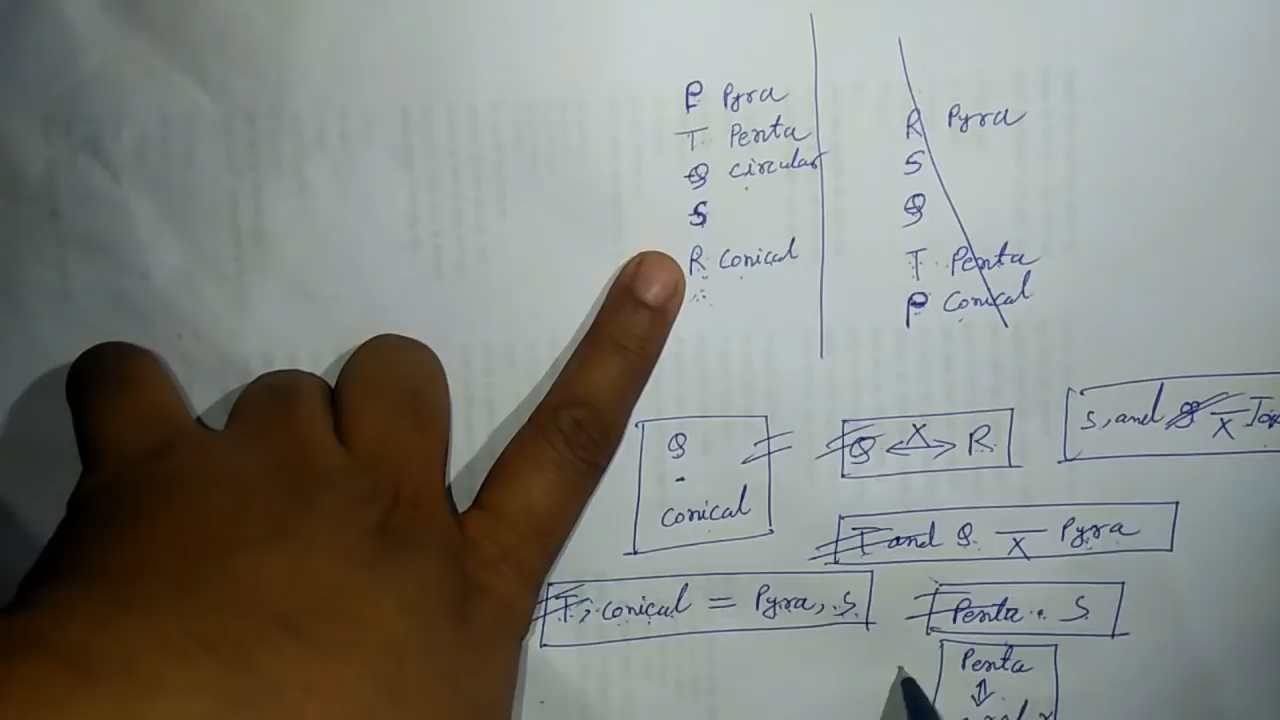 P Pyra
T Penta
Q circular
S
R Conical
R Pyra
S
Q
T Penta
P Conical
Q
-
conical
Q <-x-> R
S, and Q x
T and Q x Pyra
T, conical = Pyra, S
Penta . S
Penta
⇕